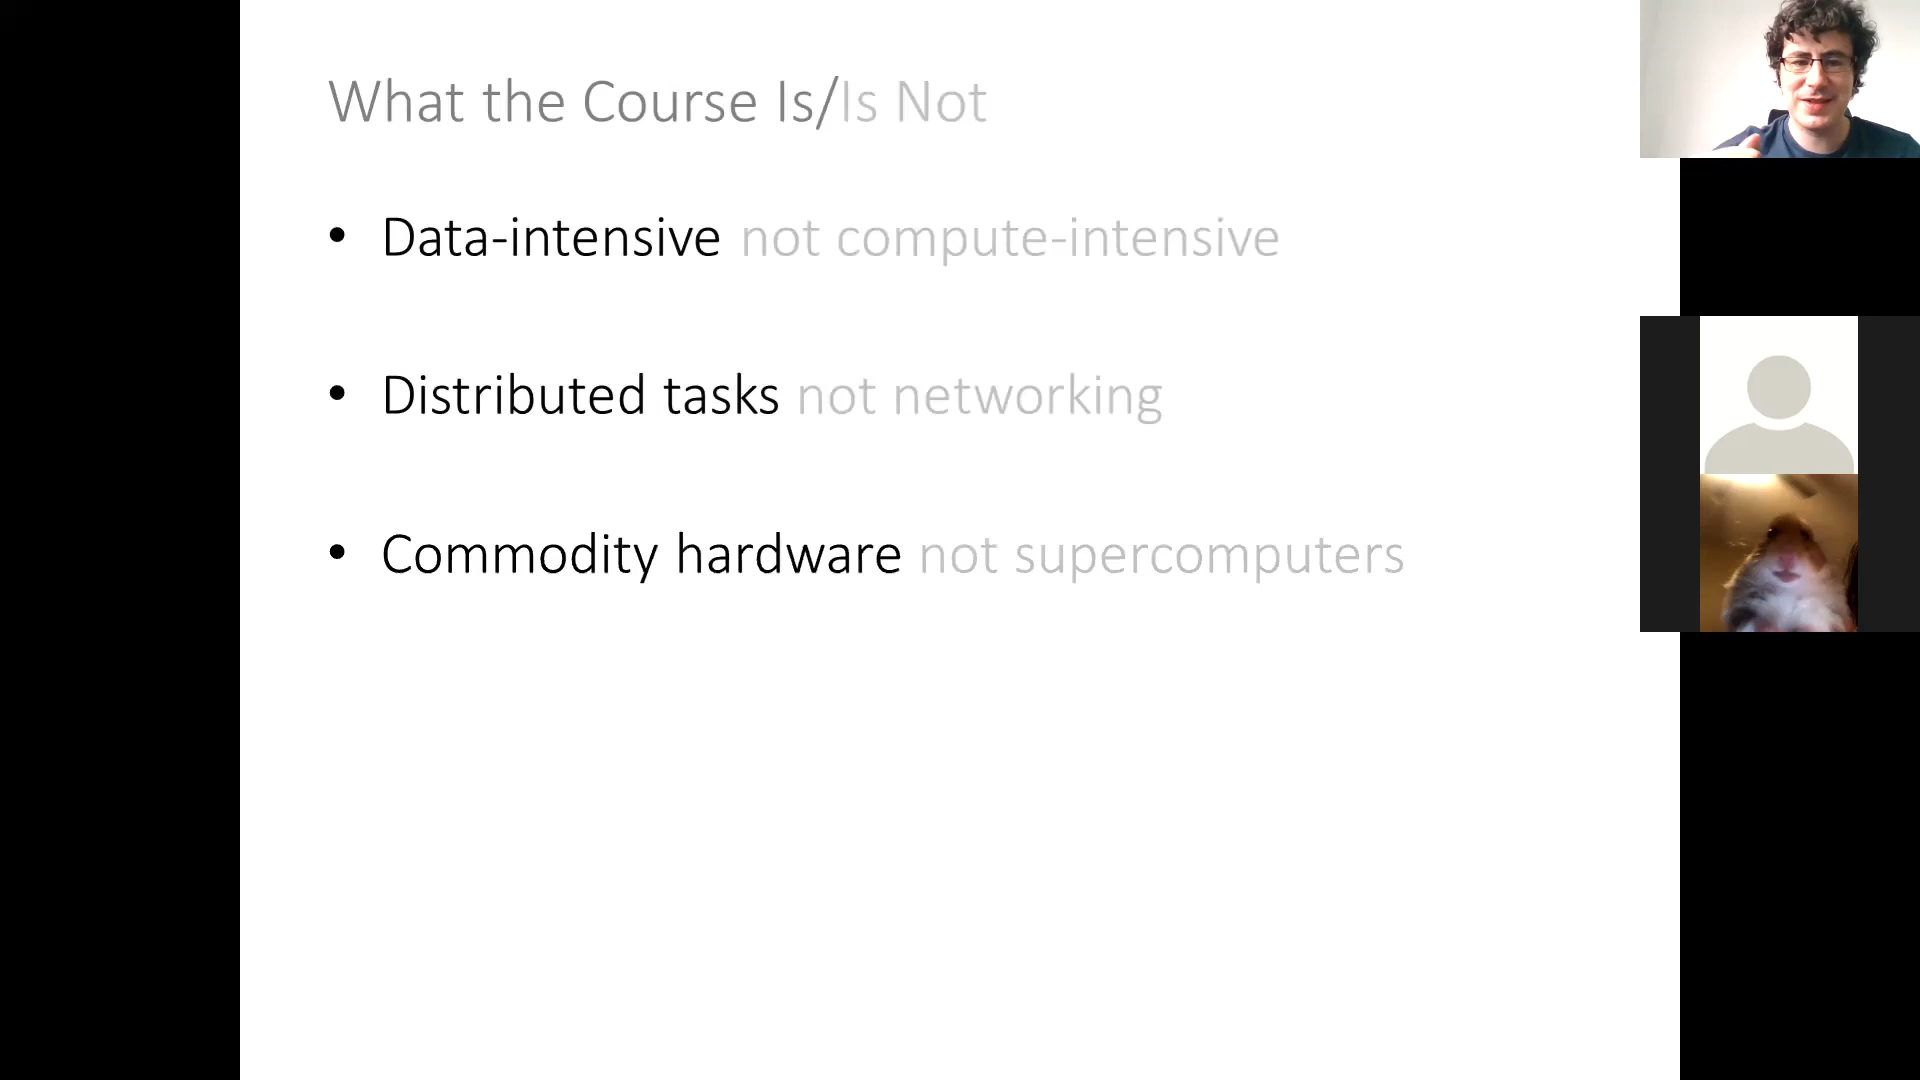 What the Course Is/Is Not
• Data-intensive not compute-intensive
• Distributed tasks not networking
• Commodity hardware not supercomputers